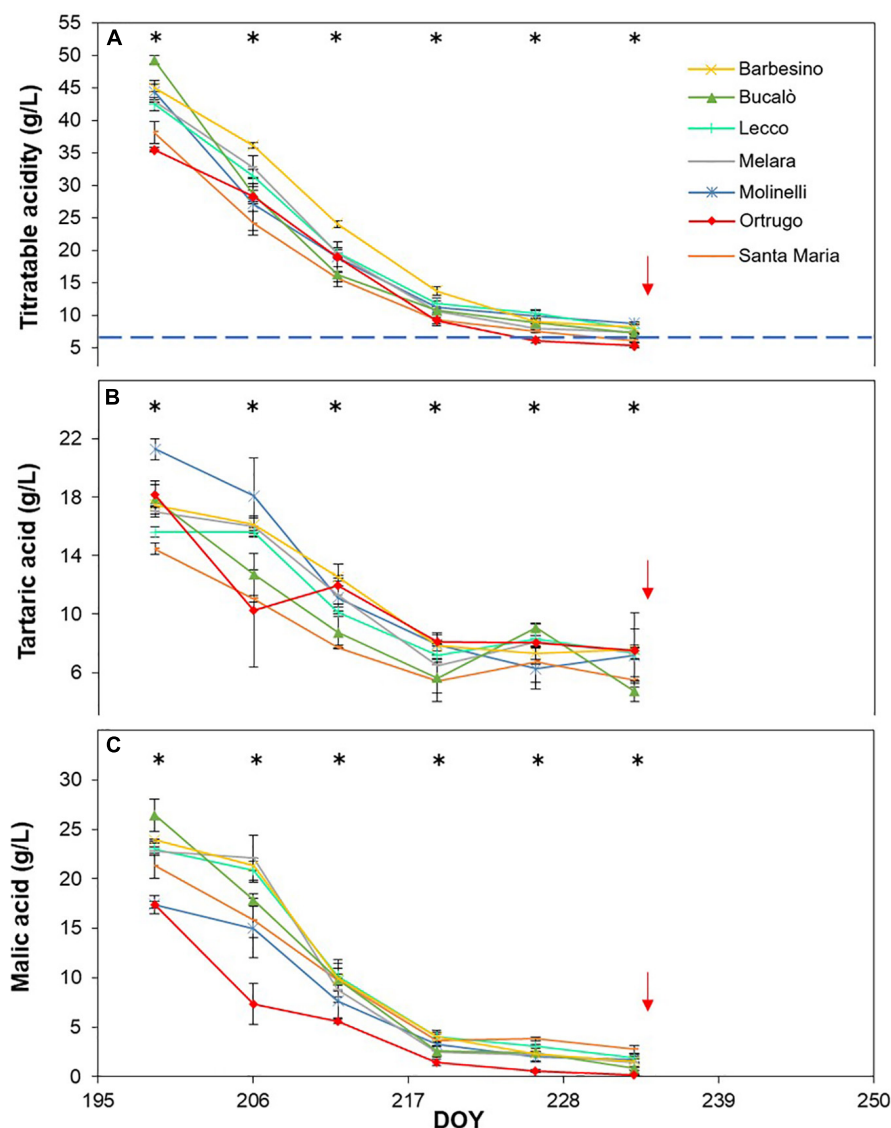 A
* * * * * *
Titratable acidity (g/L)
55
50
45
40
35
30
25
20
15
10
5
Barbesino
Bucalò
Lecco
Melara
Molinelli
Ortrugo
Santa Maria
B
* * * * * *
Tartaric acid (g/L)
22
18
14
10
6
C
* * * * * *
Malic acid (g/L)
30
25
20
15
10
5
0
195 206 217 228 239 250
DOY